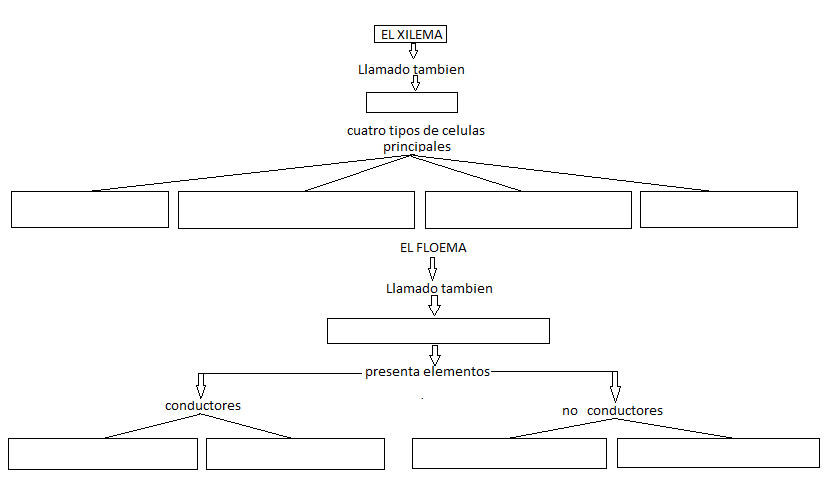 EL XILEMA
Llamado tambien
cuatro tipos de celulas
principales
EL FLOEMA
Llamado tambien
presenta elementos
conductores
no conductores